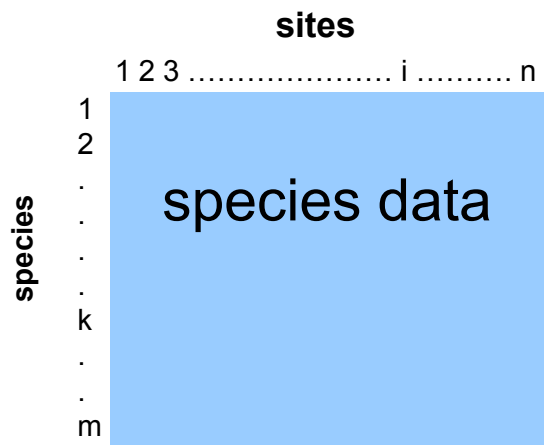 sites
1 2 3 ..................... i .......... n
1
2
.
.
.
.
k
.
.
m
species
species data